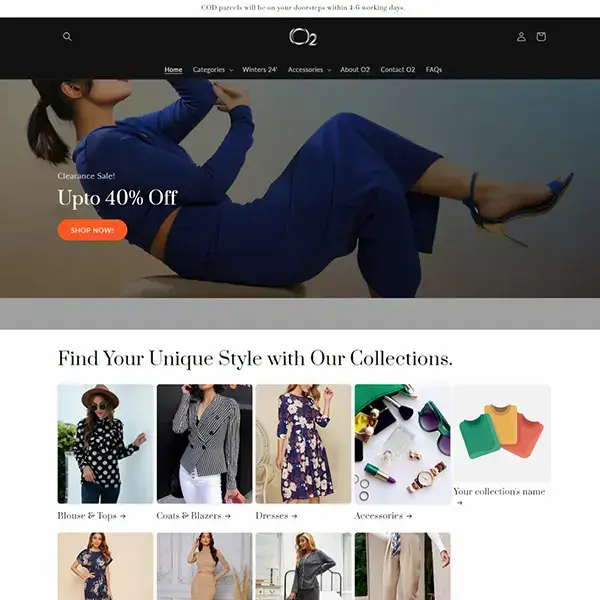 COD parcels will be on your doorsteps within 4-6 working days.
O2
Home Categories Winters 24' Accessories About O2 Contact O2 FAQs
Clearance Sale!
Upto 40% Off
SHOP NOW!
Find Your Unique Style with Our Collections.
Blouse & Tops →
Coats & Blazers →
Dresses →
Accessories →
Your collection's name
→